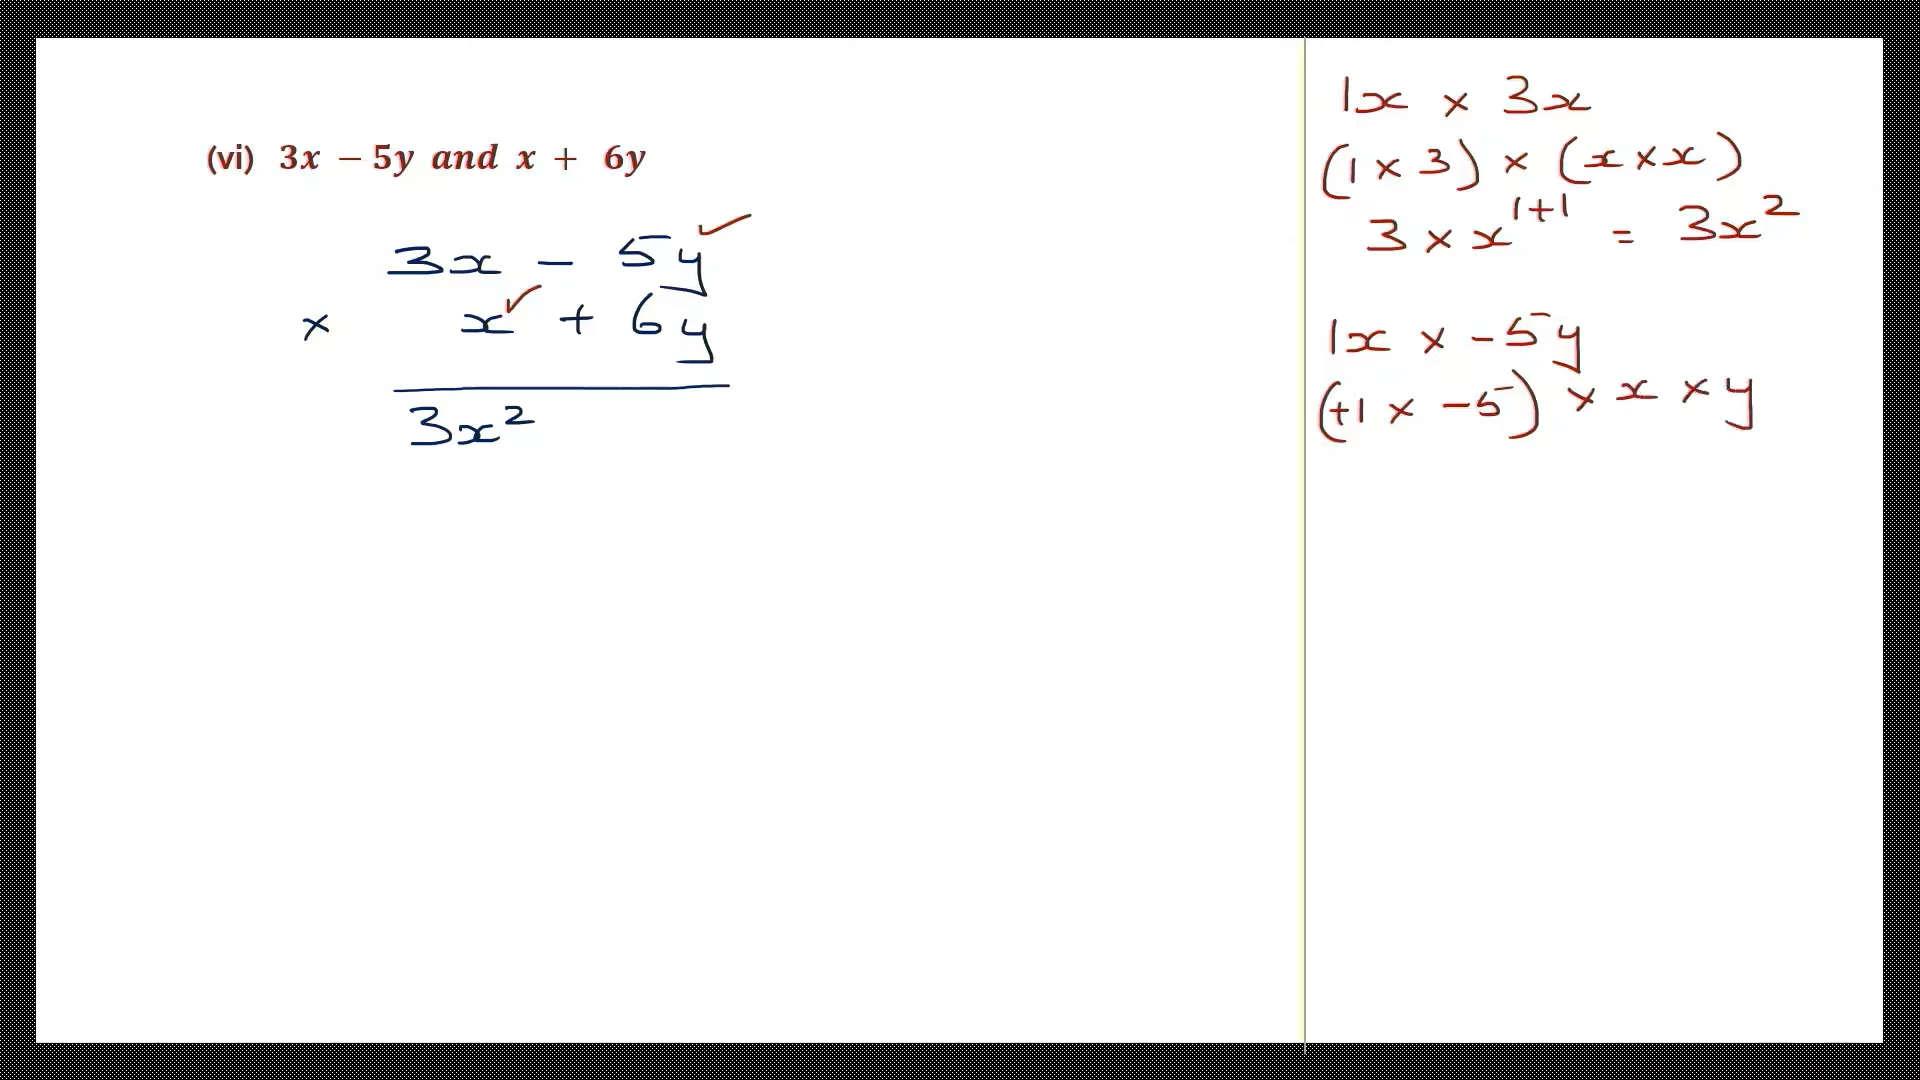 (vi) 3x − 5y and x + 6y
3x − 5y ✓
× x ✓ + 6y
3x²
1x × 3x
(1 × 3) × (x × x)
3 × x¹⁺¹ = 3x²
1x × −5y
(+1 × −5) × x × y